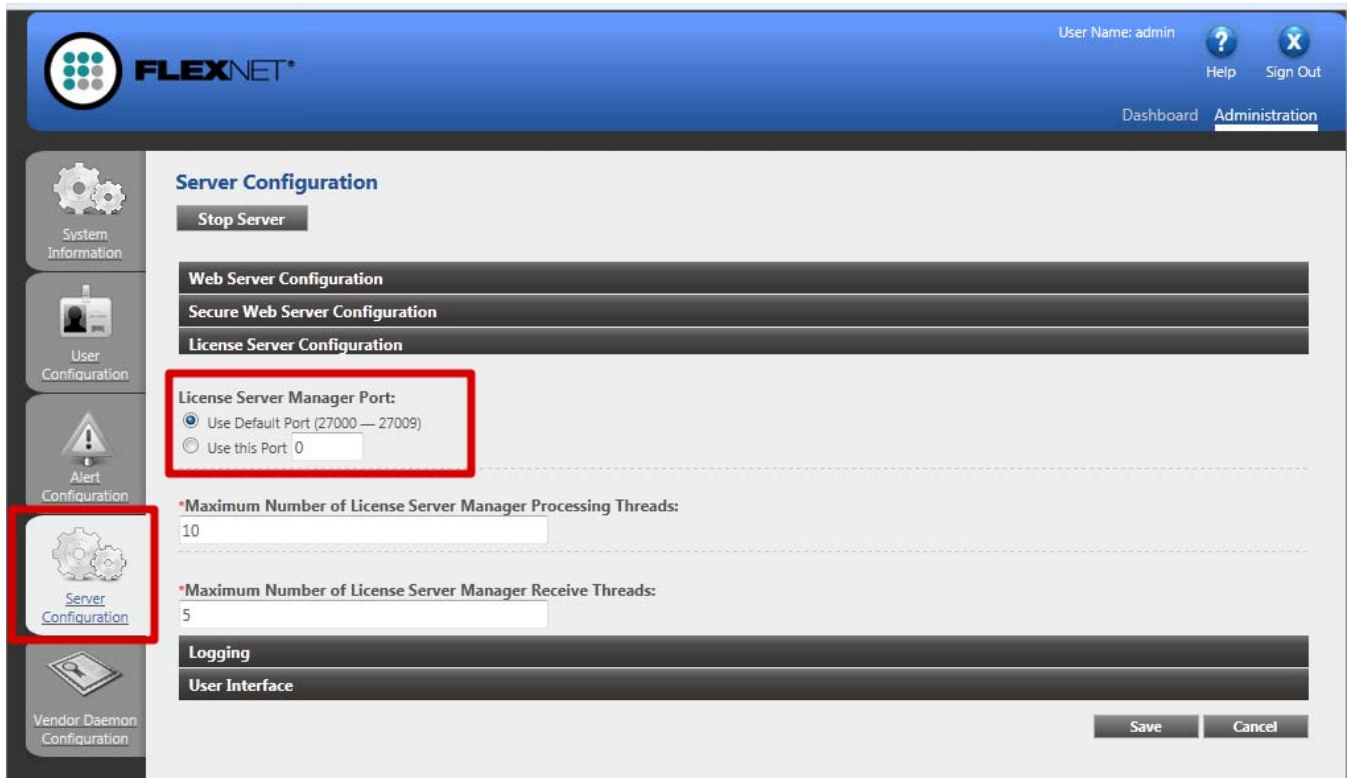 User Name: admin
?
X
FLEXNET
Help
Sign Out
Dashboard
Administration
System
Information
User
Configuration
Alert
Configuration
Server
Configuration
Vendor Daemon
Configuration
Server Configuration
Stop Server
Web Server Configuration
Secure Web Server Configuration
License Server Configuration
License Server Manager Port:
Use Default Port (27000 — 27009)
Use this Port 0
*Maximum Number of License Server Manager Processing Threads:
10
*Maximum Number of License Server Manager Receive Threads:
5
Logging
User Interface
Save
Cancel